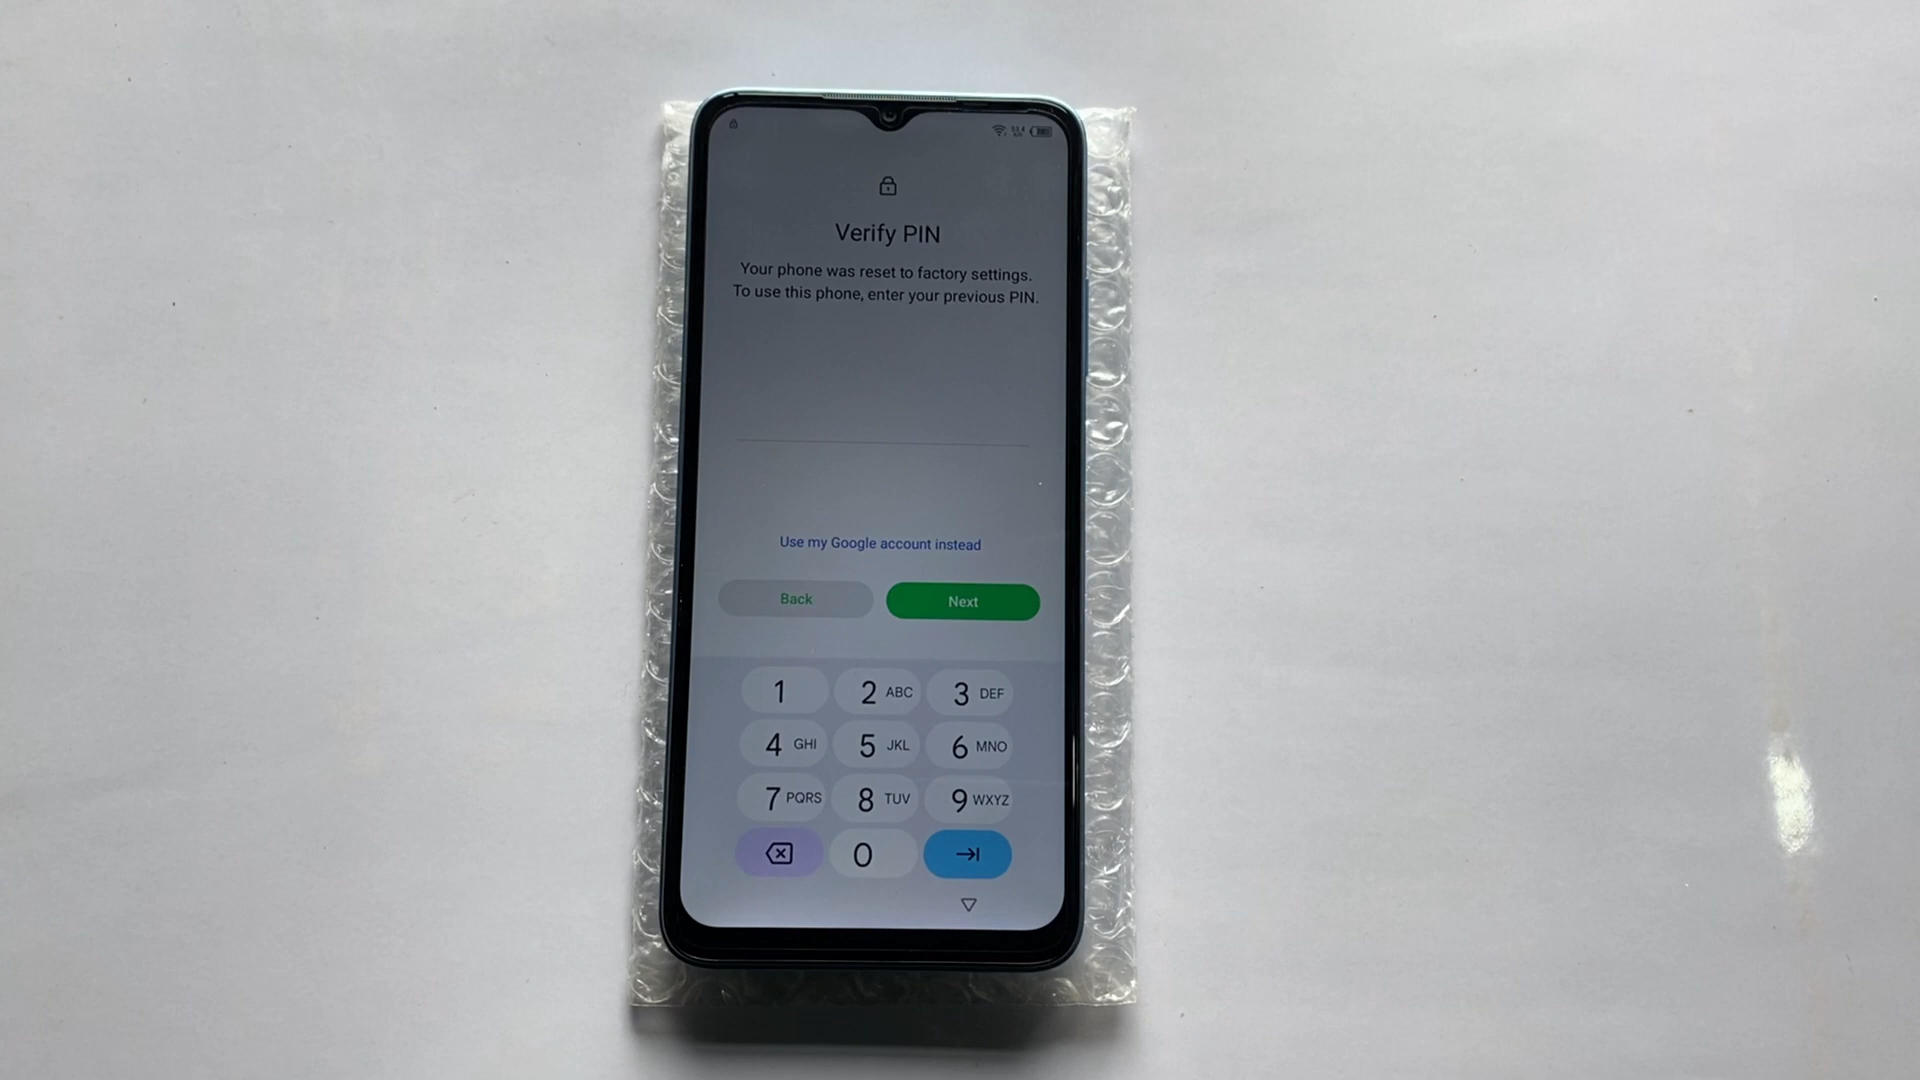 Verify PIN
Your phone was reset to factory settings.
To use this phone, enter your previous PIN.
Use my Google account instead
Back Next
1 2 ABC 3 DEF
4 GHI 5 JKL 6 MNO
7 PQRS 8 TUV 9 WXYZ
0